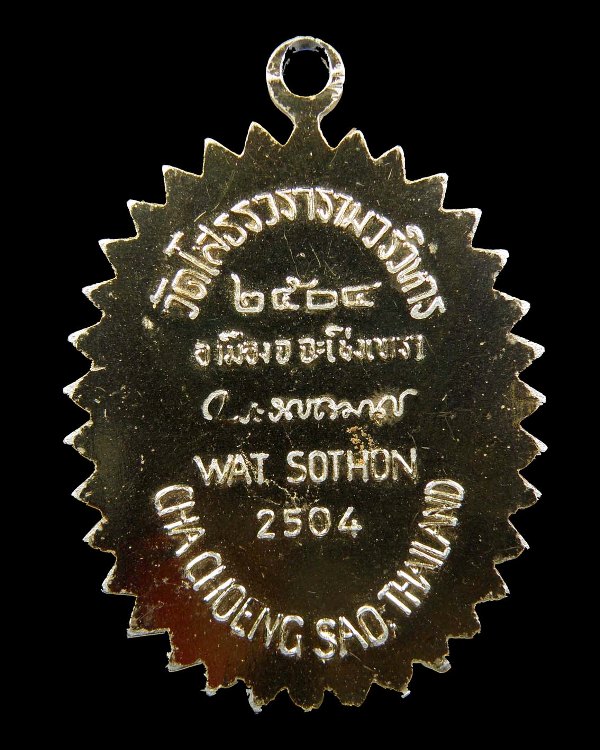 วัดโสธรวรารามวรวิหาร
๒๕๐๔
อ.เมือง จ.ฉะเชิงเทรา
WAT SOTHON
2504
CHA CHOENG SAO. THAILAND